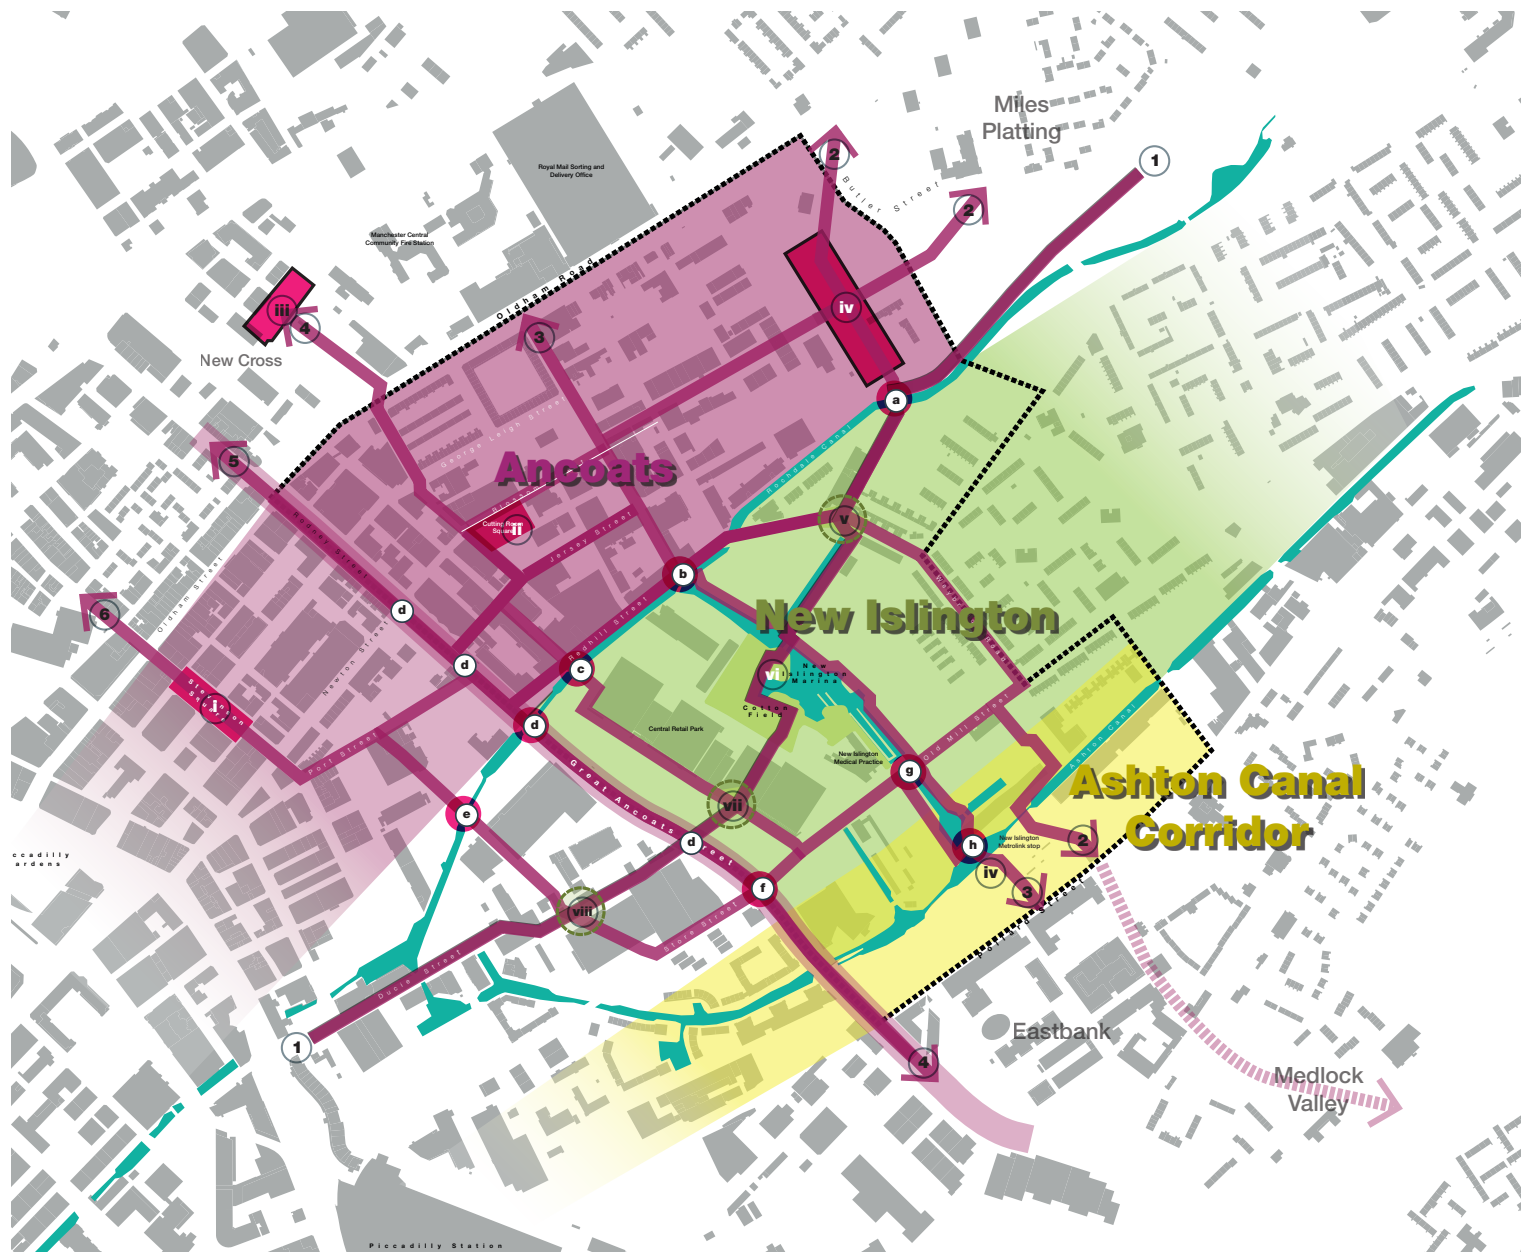 Miles
Platting
1
2
Butler Street
2
Royal Mail Sorting and
Delivery Office
Manchester Central
Community Fire Station
Oldham Road
iii
4
iv
3
New Cross
a
George Leigh Street
Rochdale Canal
5
Ancoats
Cutting Room
Square
ii
v
Rodney Street
Jersey Street
b
Oldham Street
6
d
Redhill Street
New Islington
Newton Street
d
c
vi
New
Islington
Marina
i
Cotton
Field
d
Central Retail Park
Old Mill Street
Ashton Canal
Port Street
New Islington
Medical Practice
g
Ashton Canal
Corridor
Great Ancoats Street
vii
e
d
h
New Islington
Metrolink stop
2
ccadilly
ardens
iv
3
f
viii
Store Street
Pollard Street
Ducie Street
1
Eastbank
4
Medlock
Valley
Piccadilly Station